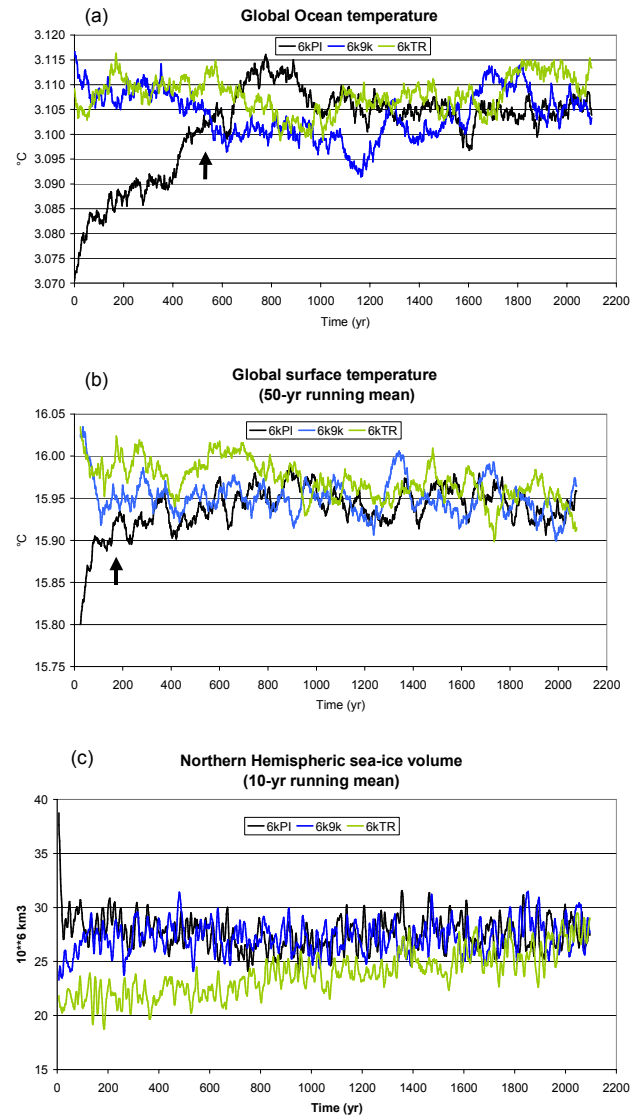 (a)
Global Ocean temperature
3.120
3.115
3.110
3.105
3.100
3.095
3.090
3.085
3.080
3.075
3.070
°C
6kPI 6k9k 6kTR
0 200 400 600 800 1000 1200 1400 1600 1800 2000 2200
Time (yr)
(b)
Global surface temperature
(50-yr running mean)
16.05
16.00
15.95
15.90
15.85
15.80
15.75
°C
6kPI 6k9k 6kTR
0 200 400 600 800 1000 1200 1400 1600 1800 2000 2200
Time (yr)
(c)
Northern Hemispheric sea-ice volume
(10-yr running mean)
40
35
30
25
20
15
10**6 km3
6kPI 6k9k 6kTR
0 200 400 600 800 1000 1200 1400 1600 1800 2000 2200
Time (yr)